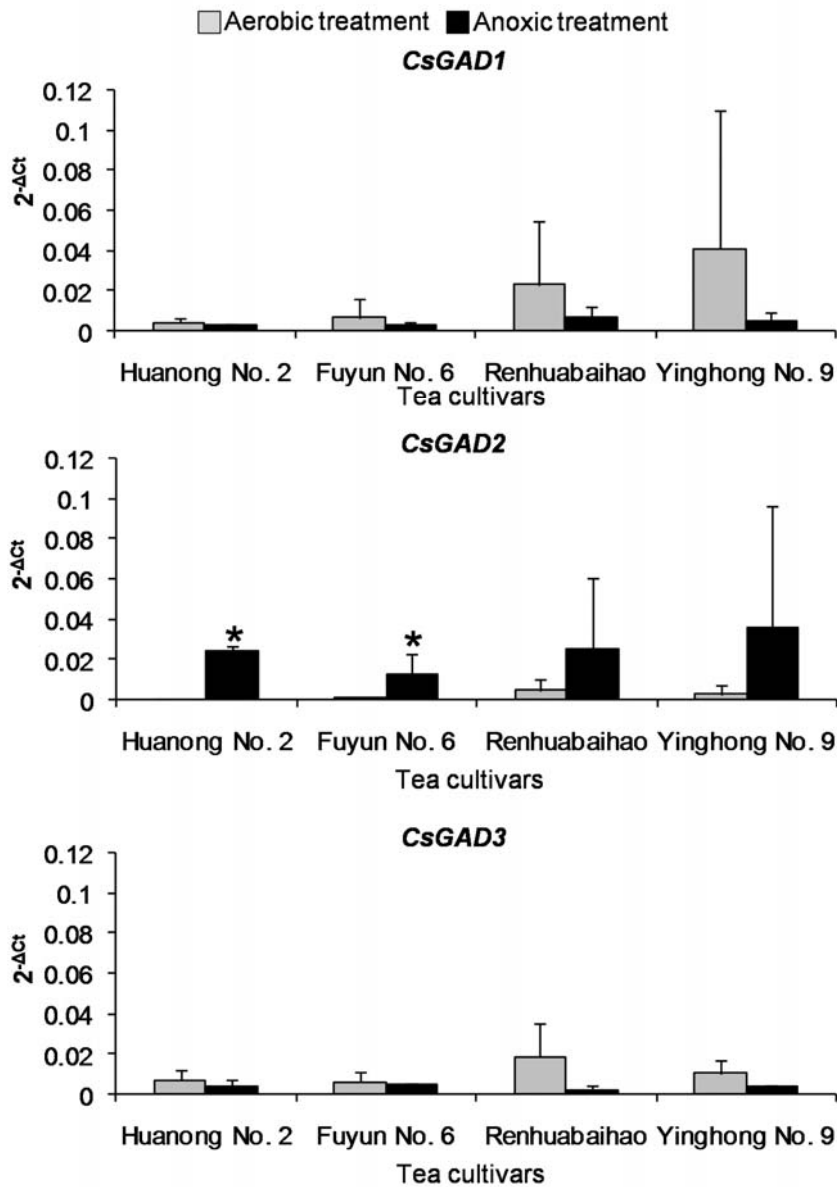 Aerobic treatment Anoxic treatment
CsGAD1
0.12
0.1
0.08
0.06
0.04
0.02
0
2-ΔCt
Huanong No. 2 Fuyun No. 6 Renhuabaihao Yinghong No. 9
Tea cultivars
CsGAD2
0.12
0.1
0.08
0.06
0.04
0.02
0
2-ΔCt
* *
Huanong No. 2 Fuyun No. 6 Renhuabaihao Yinghong No. 9
Tea cultivars
CsGAD3
0.12
0.1
0.08
0.06
0.04
0.02
0
2-ΔCt
Huanong No. 2 Fuyun No. 6 Renhuabaihao Yinghong No. 9
Tea cultivars